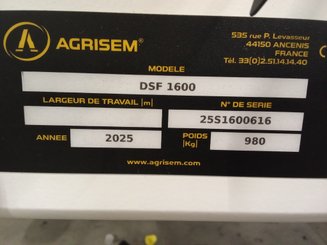 AGRISEM®
535 rue P. Levasseur
44150 ANCENIS
FRANCE
Tél. 33(0)2.51.14.14.40
MODELE
DSF 1600
LARGEUR DE TRAVAIL |m|
N° DE SERIE
25S1600616
ANNEE 2025 POIDS |Kg| 980
www.agrisem.com